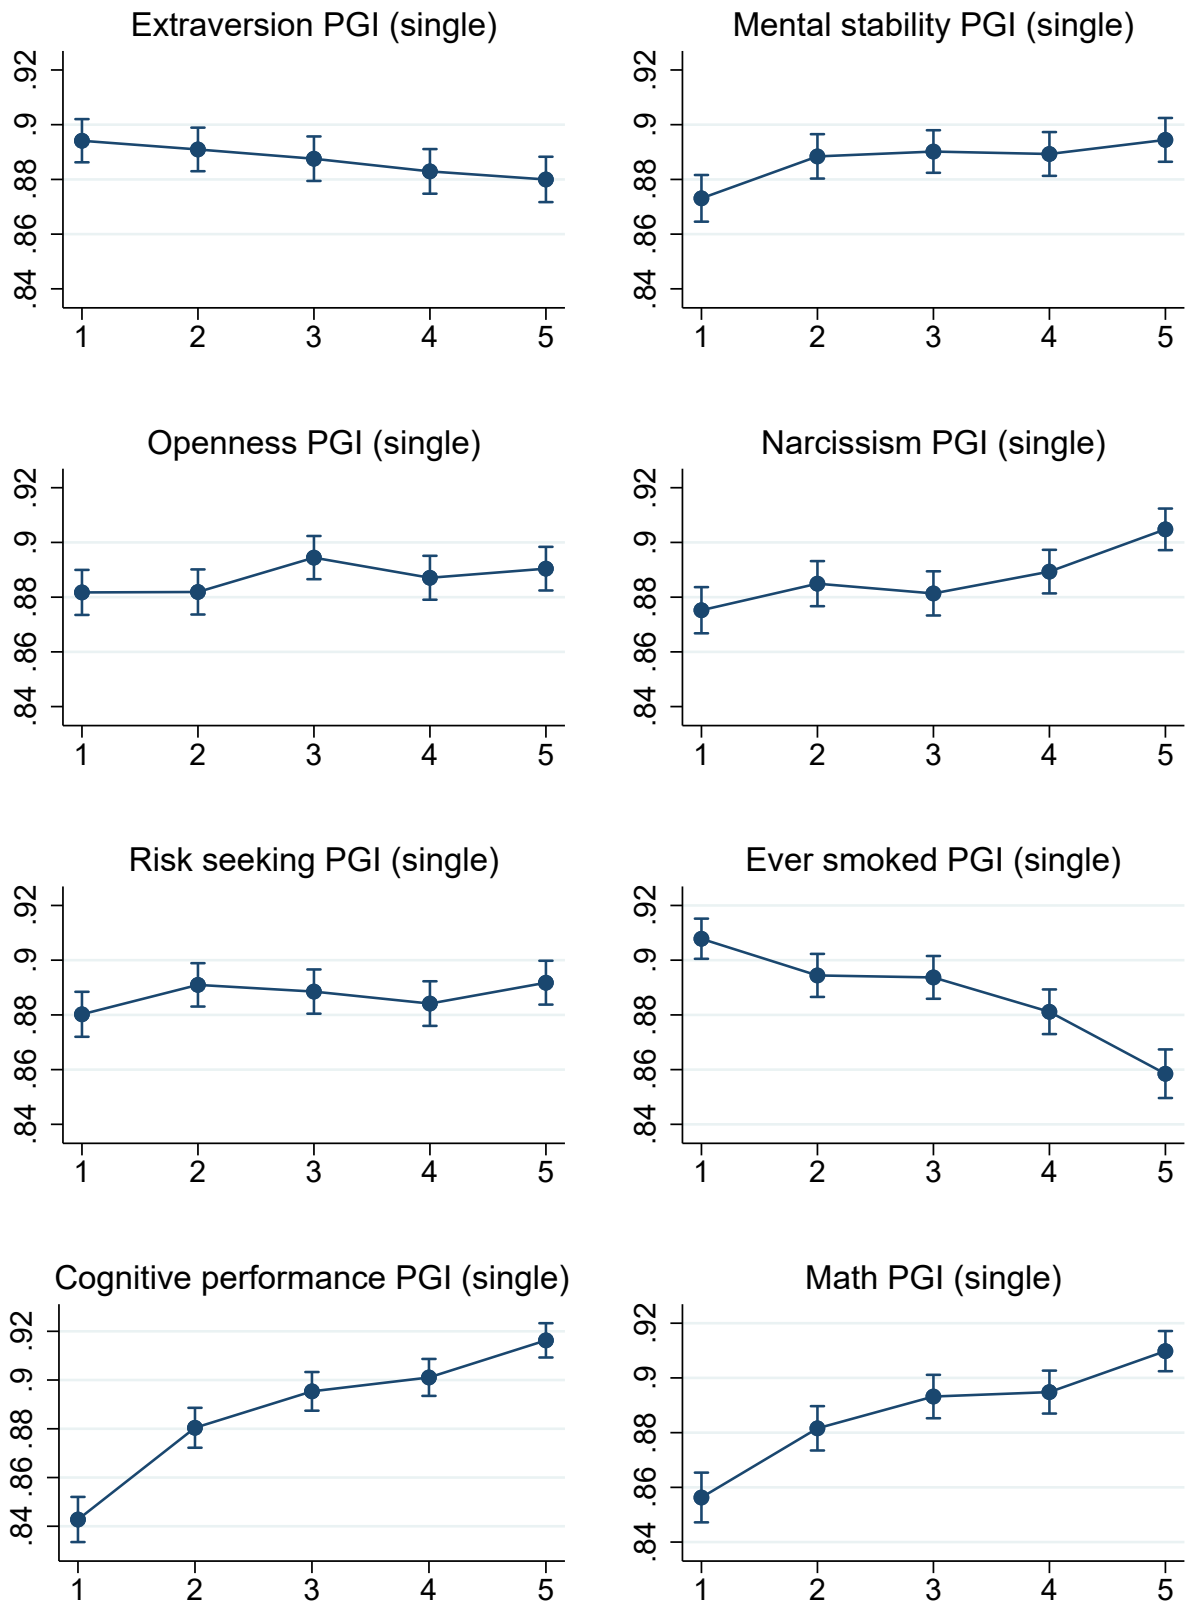 Extraversion PGI (single)
.92
.9
.88
.86
.84
1 2 3 4 5
Mental stability PGI (single)
.92
.9
.88
.86
.84
1 2 3 4 5
Openness PGI (single)
.92
.9
.88
.86
.84
1 2 3 4 5
Narcissism PGI (single)
.92
.9
.88
.86
.84
1 2 3 4 5
Risk seeking PGI (single)
.92
.9
.88
.86
.84
1 2 3 4 5
Ever smoked PGI (single)
.92
.9
.88
.86
.84
1 2 3 4 5
Cognitive performance PGI (single)
.92
.9
.88
.86
.84
1 2 3 4 5
Math PGI (single)
.92
.9
.88
.86
.84
1 2 3 4 5